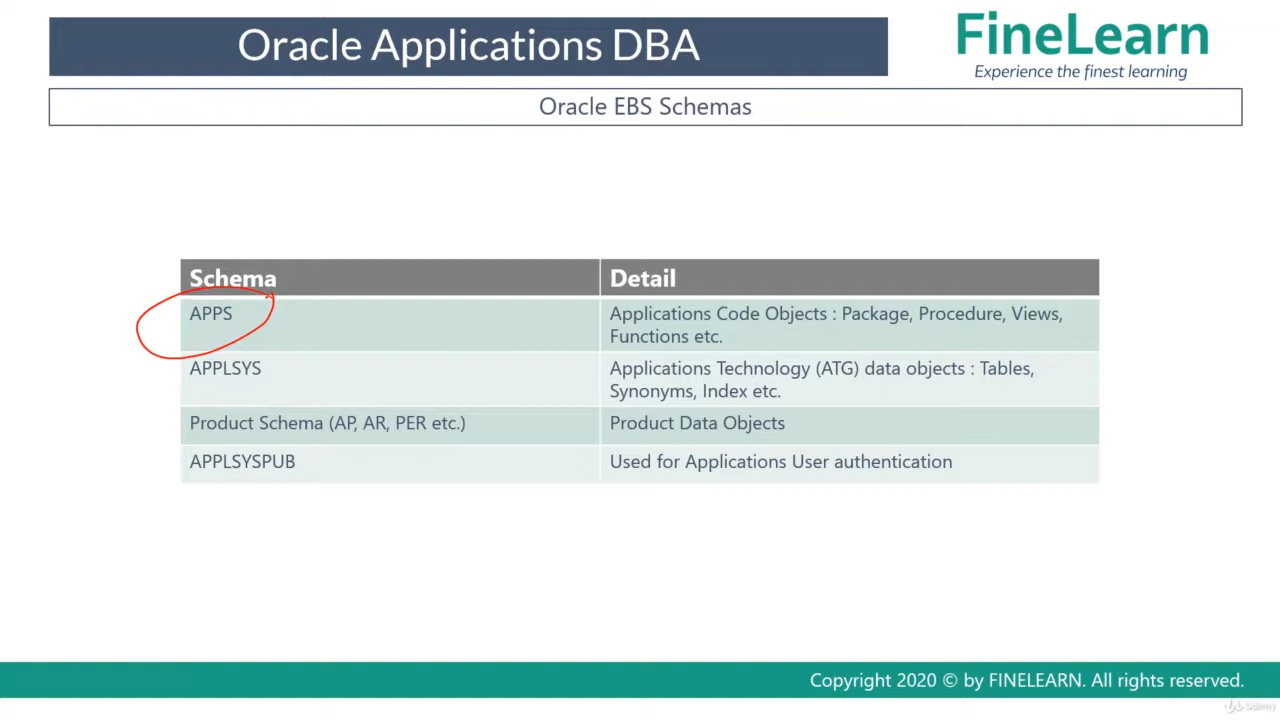 Oracle Applications DBA
FineLearn
Experience the finest learning
Oracle EBS Schemas
Schema
Detail
APPS
Applications Code Objects : Package, Procedure, Views,
Functions etc.
APPLSYS
Applications Technology (ATG) data objects : Tables,
Synonyms, Index etc.
Product Schema (AP, AR, PER etc.)
Product Data Objects
APPLSYSPUB
Used for Applications User authentication
Copyright 2020 © by FINELEARN. All rights reserved.
Udemy